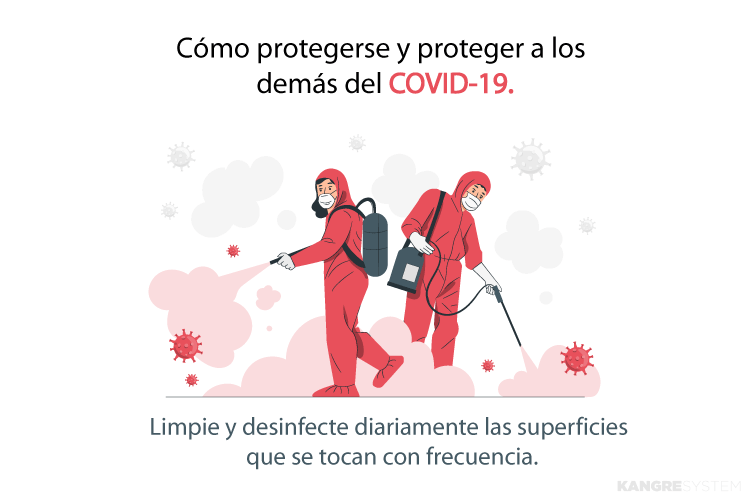 Cómo protegerse y proteger a los
demás del COVID-19.
Limpie y desinfecte diariamente las superficies
que se tocan con frecuencia.
KANGRESYSTEM